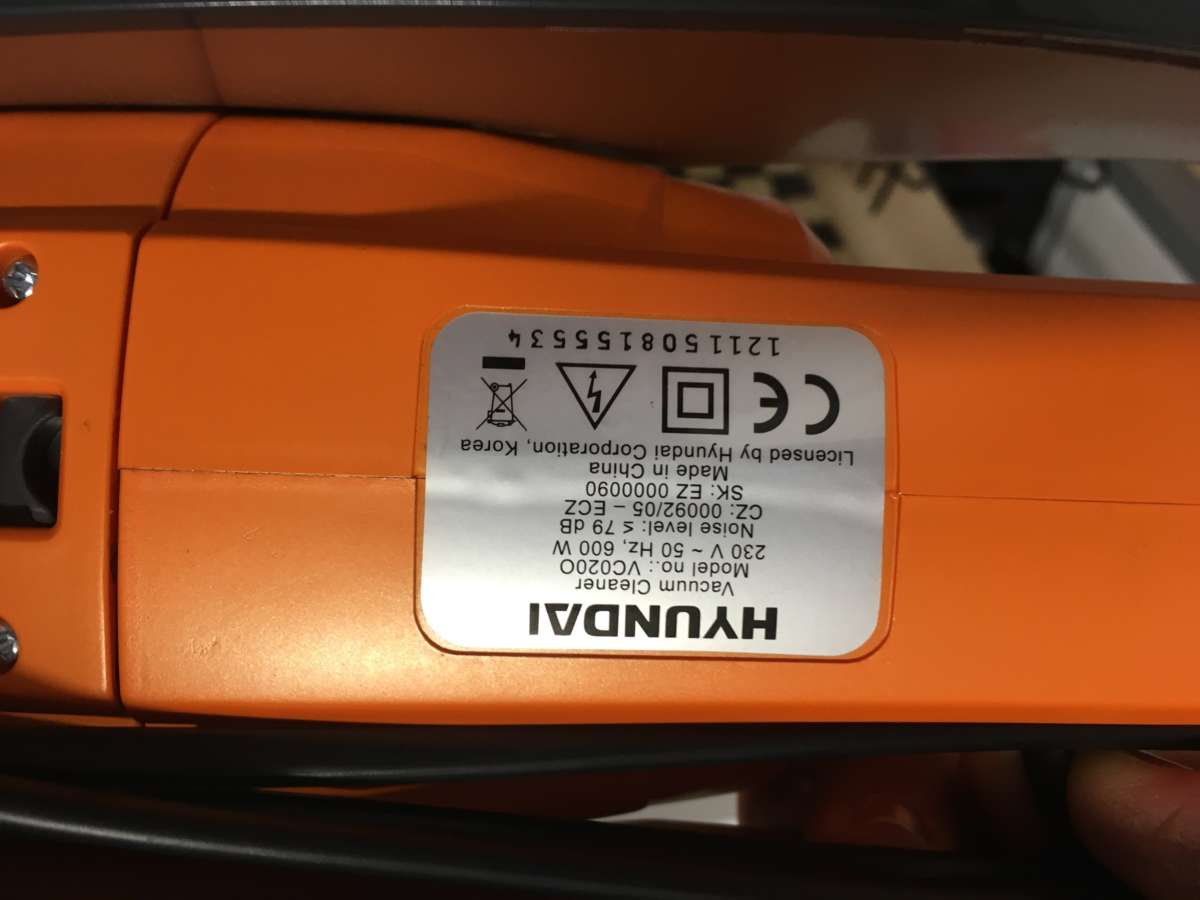 HYUNDAI
Vacuum Cleaner
Model no.: VC020O
230 V ~ 50 Hz, 600 W
Noise level: ≤ 79 dB
CZ: 00092/05 – ECZ
SK: EZ 0000090
Made in China
Licensed by Hyundai Corporation, Korea
CE
1211508155534